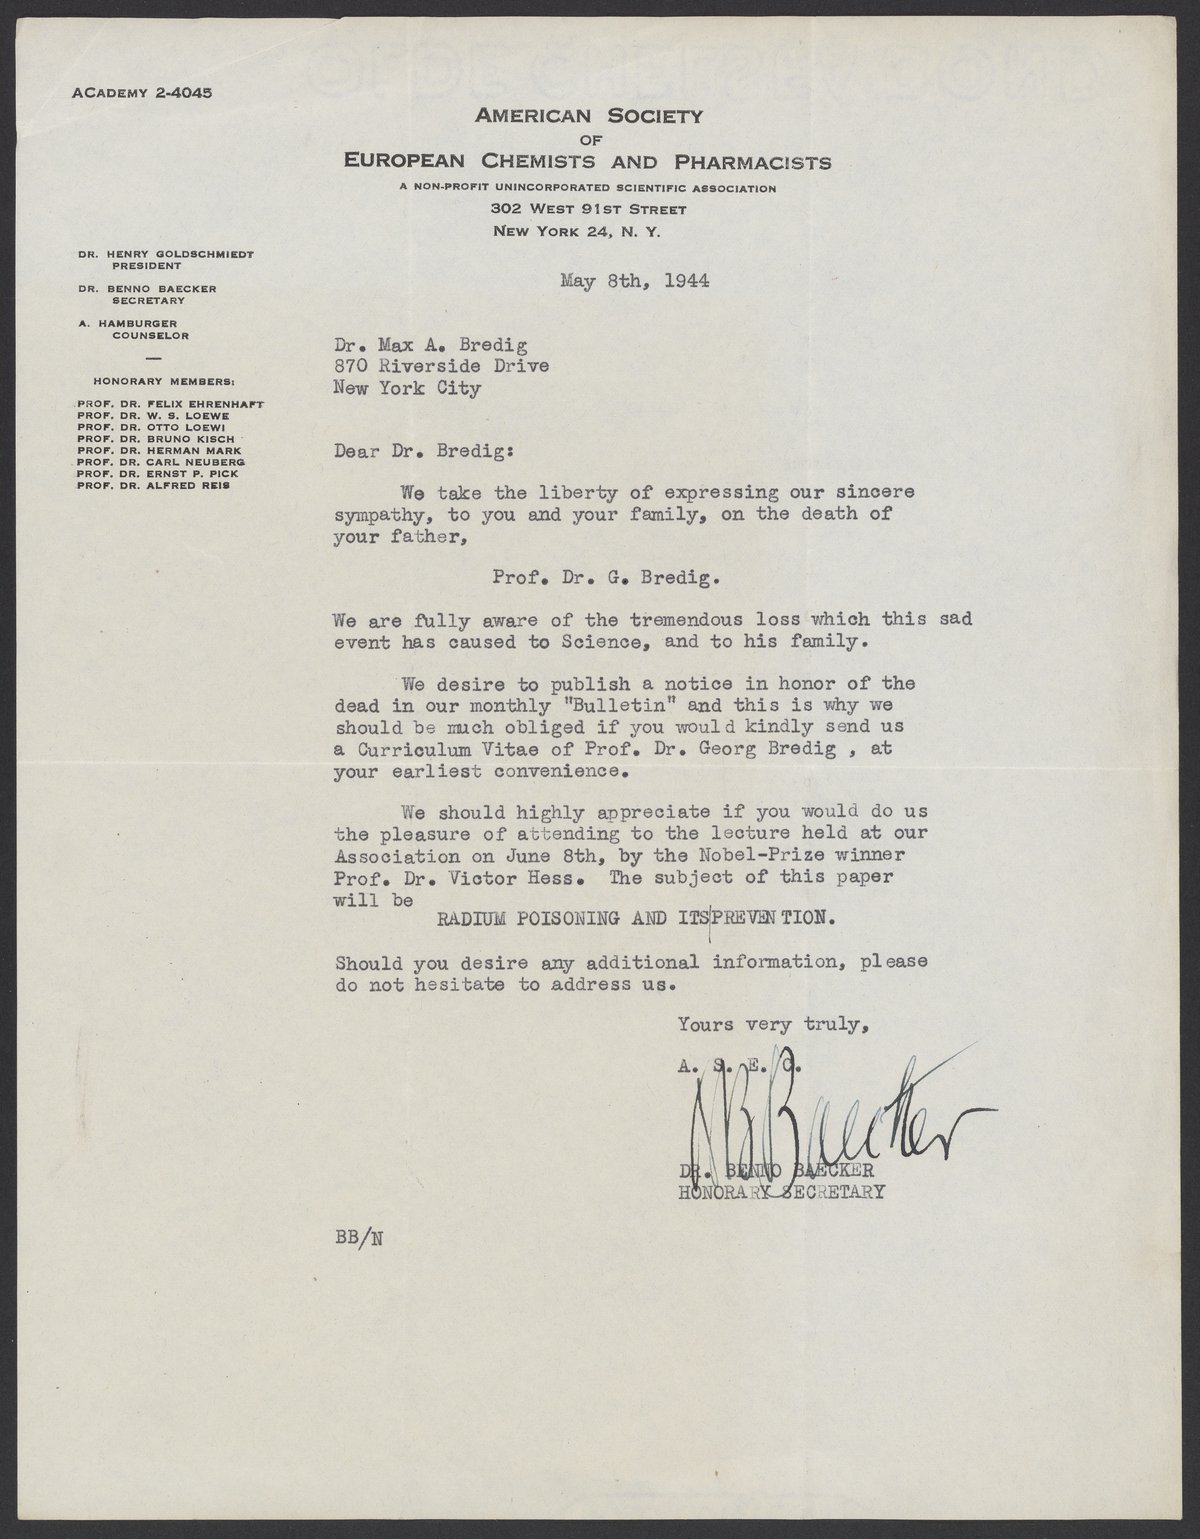 ACADEMY 2-4045
AMERICAN SOCIETY
OF
EUROPEAN CHEMISTS AND PHARMACISTS
A NON-PROFIT UNINCORPORATED SCIENTIFIC ASSOCIATION
302 WEST 91ST STREET
NEW YORK 24, N. Y.
DR. HENRY GOLDSCHMIEDT
PRESIDENT
DR. BENNO BAECKER
SECRETARY
A. HAMBURGER
COUNSELOR
HONORARY MEMBERS:
PROF. DR. FELIX EHRENHAFT
PROF. DR. W. S. LOEWE
PROF. DR. OTTO LOEWI
PROF. DR. BRUNO KISCH
PROF. DR. HERMAN MARK
PROF. DR. CARL NEUBERG
PROF. DR. ERNST P. PICK
PROF. DR. ALFRED REIS
May 8th, 1944
Dr. Max A. Bredig
870 Riverside Drive
New York City
Dear Dr. Bredig:
We take the liberty of expressing our sincere
sympathy, to you and your family, on the death of
your father,
Prof. Dr. G. Bredig.
We are fully aware of the tremendous loss which this sad
event has caused to Science, and to his family.
We desire to publish a notice in honor of the
dead in our monthly "Bulletin" and this is why we
should be much obliged if you would kindly send us
a Curriculum Vitae of Prof. Dr. Georg Bredig , at
your earliest convenience.
We should highly appreciate if you would do us
the pleasure of attending to the lecture held at our
Association on June 8th, by the Nobel-Prize winner
Prof. Dr. Victor Hess. The subject of this paper
will be
RADIUM POISONING AND ITS PREVENTION.
Should you desire any additional information, please
do not hesitate to address us.
Yours very truly,
A. S. E. C.
Baecker
DR. BENNO BAECKER
HONORARY SECRETARY
BB/N